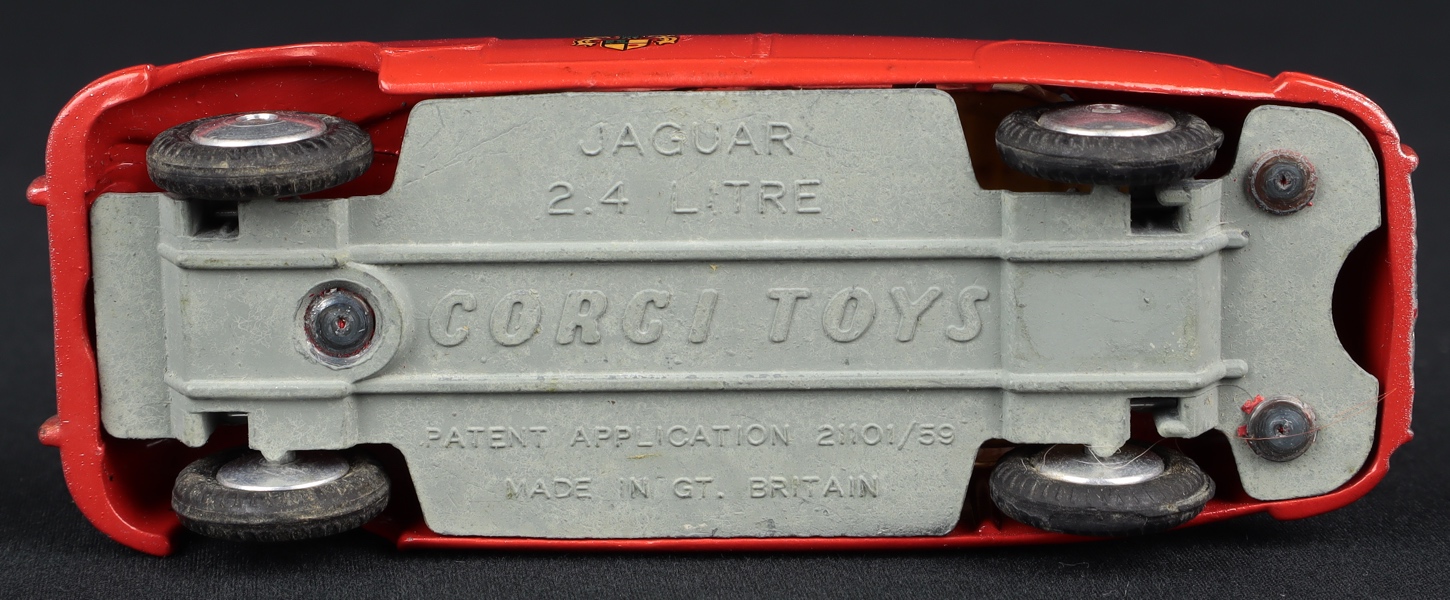 JAGUAR
2.4 LITRE
CORGI TOYS
PATENT APPLICATION 21101/59
MADE IN GT. BRITAIN